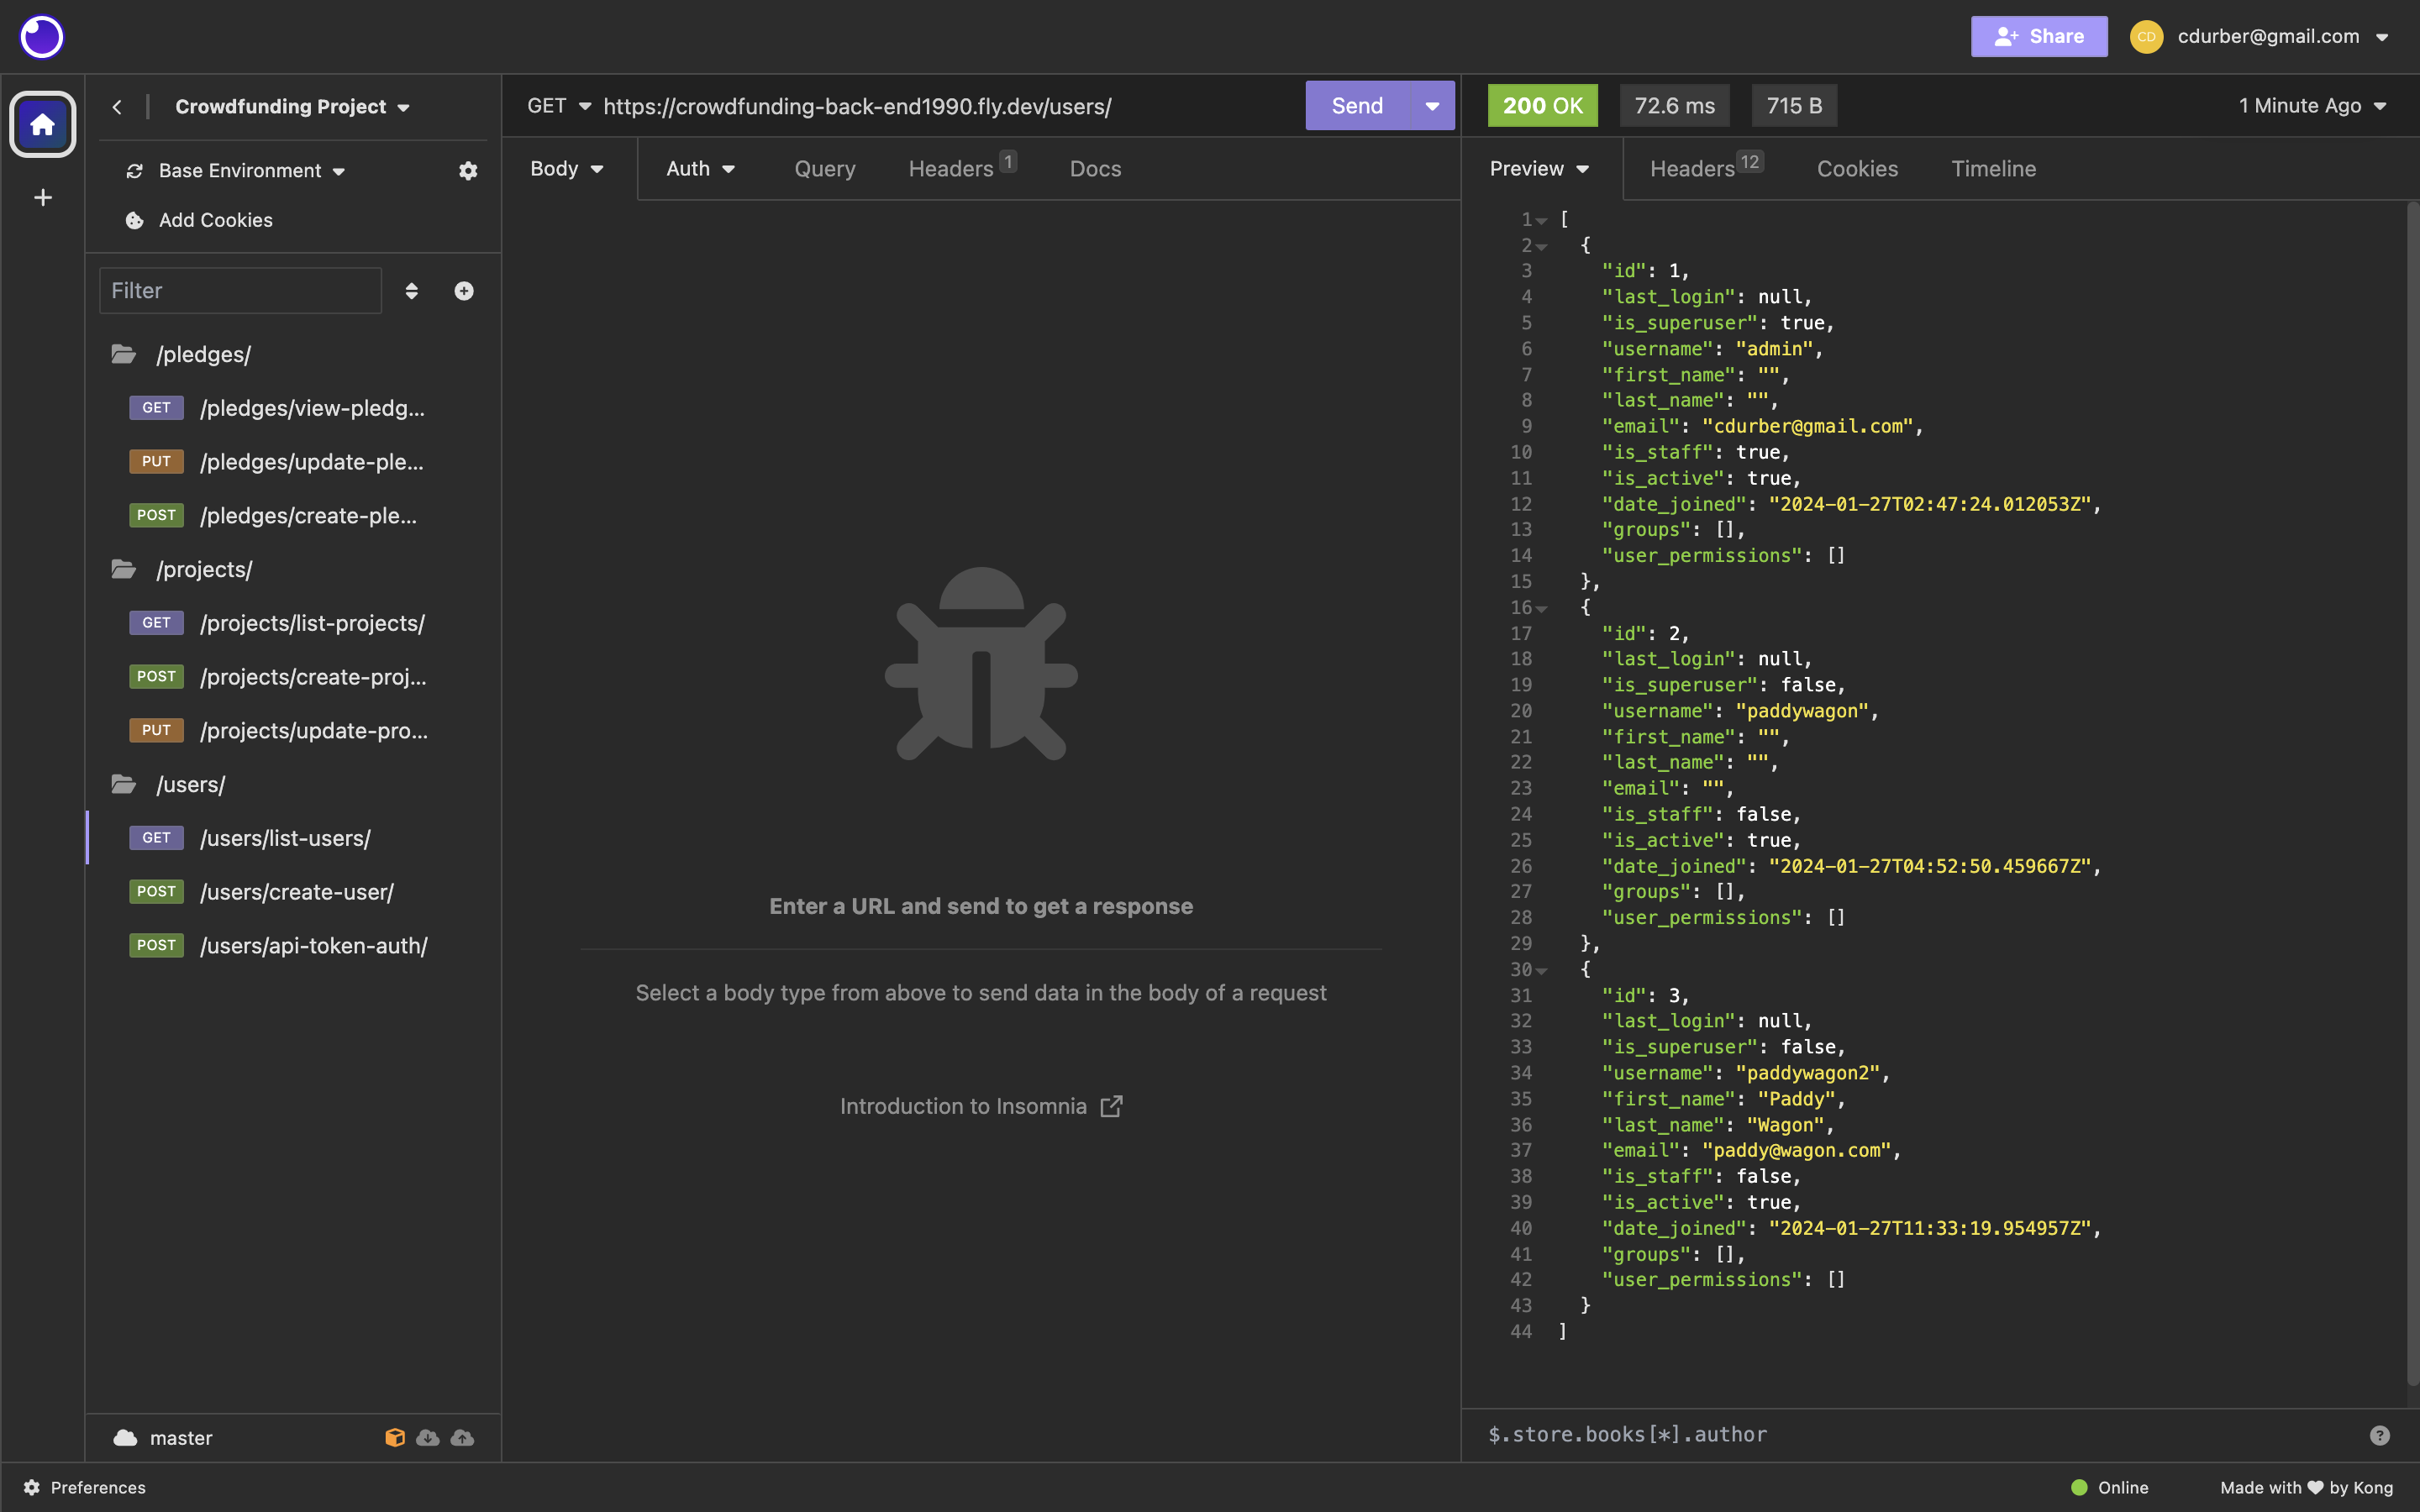 Share
CD
cdurber@gmail.com
Crowdfunding Project
Base Environment
Add Cookies
Filter
/pledges/
GET /pledges/view-pledg...
PUT /pledges/update-ple...
POST /pledges/create-ple...
/projects/
GET /projects/list-projects/
POST /projects/create-proj...
PUT /projects/update-pro...
/users/
GET /users/list-users/
POST /users/create-user/
POST /users/api-token-auth/
master
GET https://crowdfunding-back-end1990.fly.dev/users/ Send
Body Auth Query Headers 1 Docs
Enter a URL and send to get a response
Select a body type from above to send data in the body of a request
Introduction to Insomnia
200 OK 72.6 ms 715 B 1 Minute Ago
Preview Headers 12 Cookies Timeline
1 [
2 {
3 "id": 1,
4 "last_login": null,
5 "is_superuser": true,
6 "username": "admin",
7 "first_name": "",
8 "last_name": "",
9 "email": "cdurber@gmail.com",
10 "is_staff": true,
11 "is_active": true,
12 "date_joined": "2024-01-27T02:47:24.012053Z",
13 "groups": [],
14 "user_permissions": []
15 },
16 {
17 "id": 2,
18 "last_login": null,
19 "is_superuser": false,
20 "username": "paddywagon",
21 "first_name": "",
22 "last_name": "",
23 "email": "",
24 "is_staff": false,
25 "is_active": true,
26 "date_joined": "2024-01-27T04:52:50.459667Z",
27 "groups": [],
28 "user_permissions": []
29 },
30 {
31 "id": 3,
32 "last_login": null,
33 "is_superuser": false,
34 "username": "paddywagon2",
35 "first_name": "Paddy",
36 "last_name": "Wagon",
37 "email": "paddy@wagon.com",
38 "is_staff": false,
39 "is_active": true,
40 "date_joined": "2024-01-27T11:33:19.954957Z",
41 "groups": [],
42 "user_permissions": []
43 }
44 ]
$.store.books[*].author
Preferences
Online
Made with ♥ by Kong